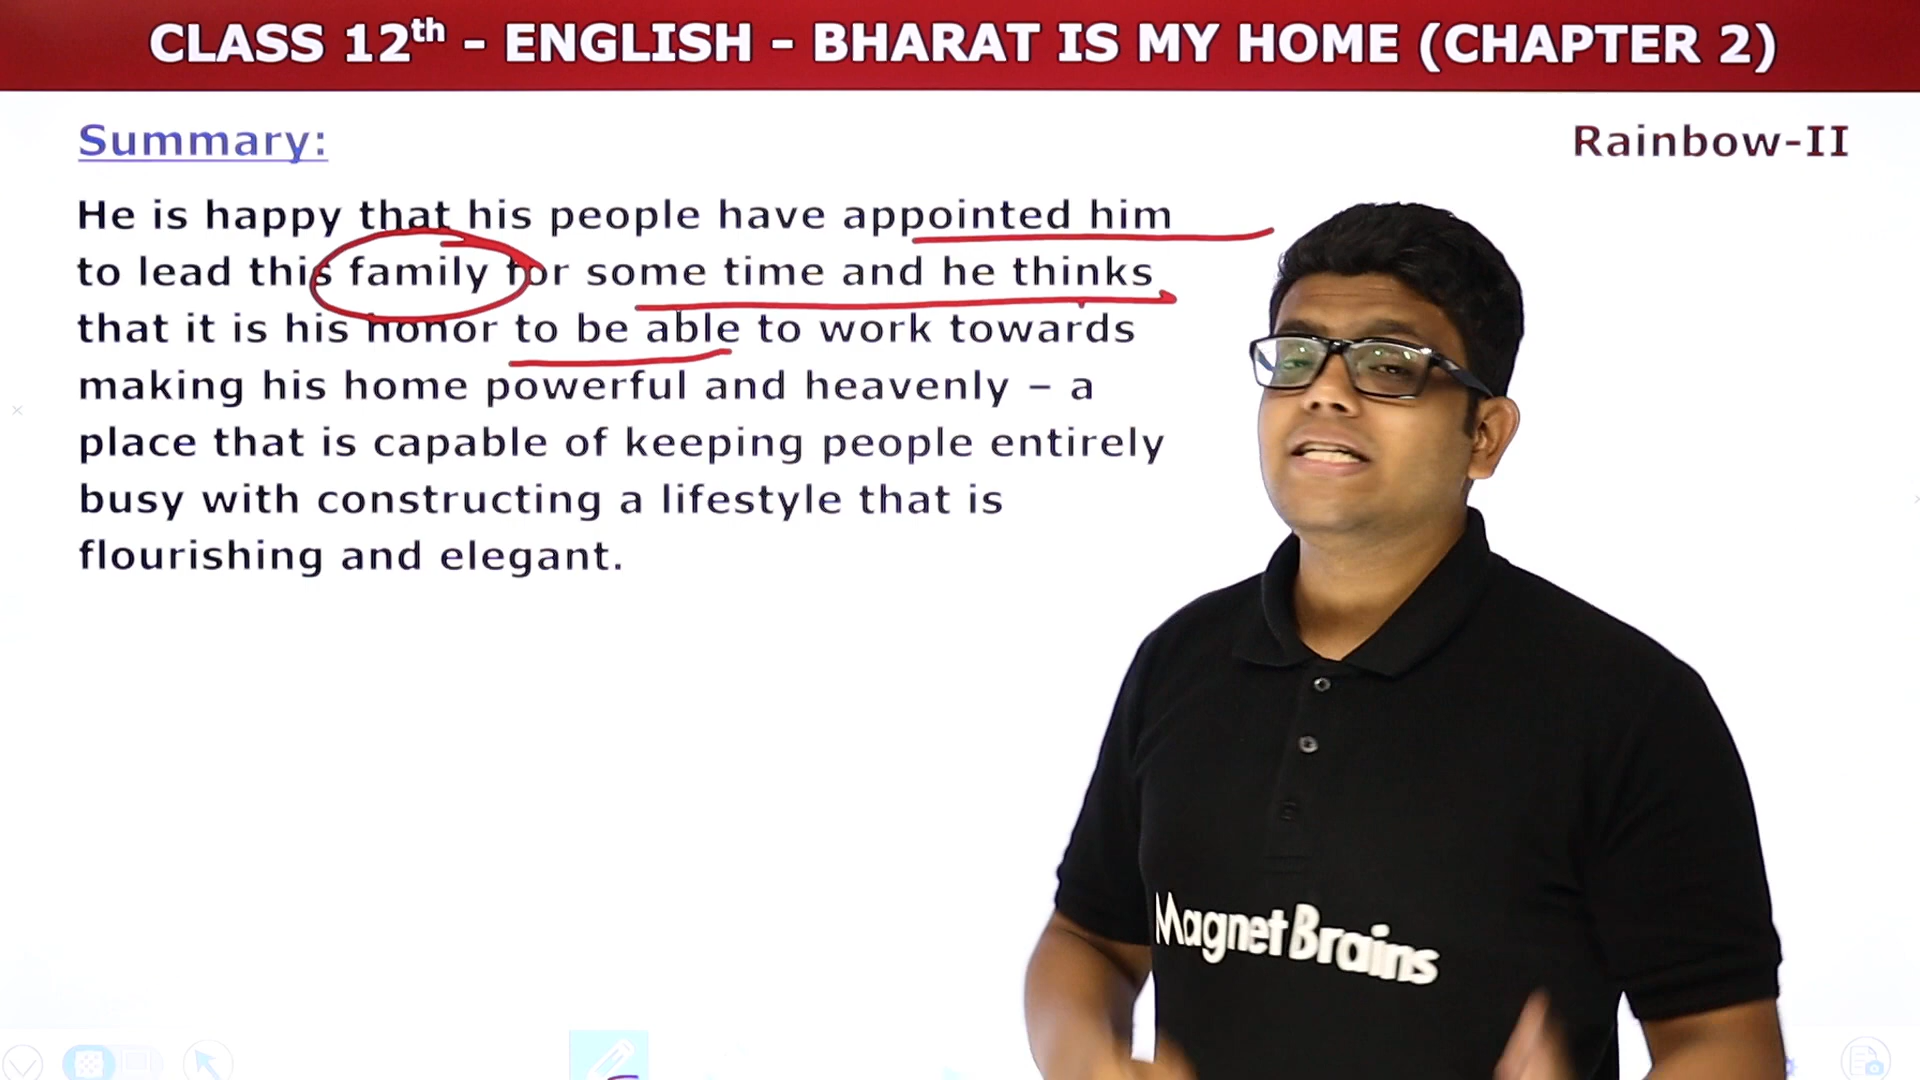 CLASS 12th - ENGLISH - BHARAT IS MY HOME (CHAPTER 2)
Summary:
Rainbow-II
He is happy that his people have appointed him
to lead this family for some time and he thinks
that it is his honor to be able to work towards
making his home powerful and heavenly – a
place that is capable of keeping people entirely
busy with constructing a lifestyle that is
flourishing and elegant.
Magnet Brains